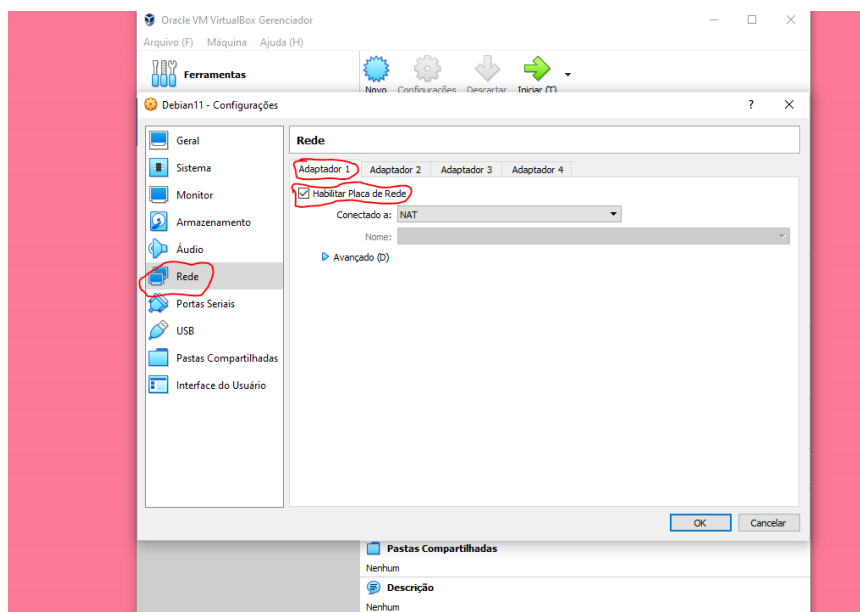 Oracle VM VirtualBox Gerenciador
Arquivo (F) Máquina Ajuda (H)
Ferramentas
Novo Configurações Descartar Iniciar (T)
Debian11 - Configurações
Geral
Sistema
Monitor
Armazenamento
Áudio
Rede
Portas Seriais
USB
Pastas Compartilhadas
Interface do Usuário
Rede
Adaptador 1 Adaptador 2 Adaptador 3 Adaptador 4
Habilitar Placa de Rede
Conectado a: NAT
Nome:
Avançado (D)
OK Cancelar
Pastas Compartilhadas
Nenhum
Descrição
Nenhum